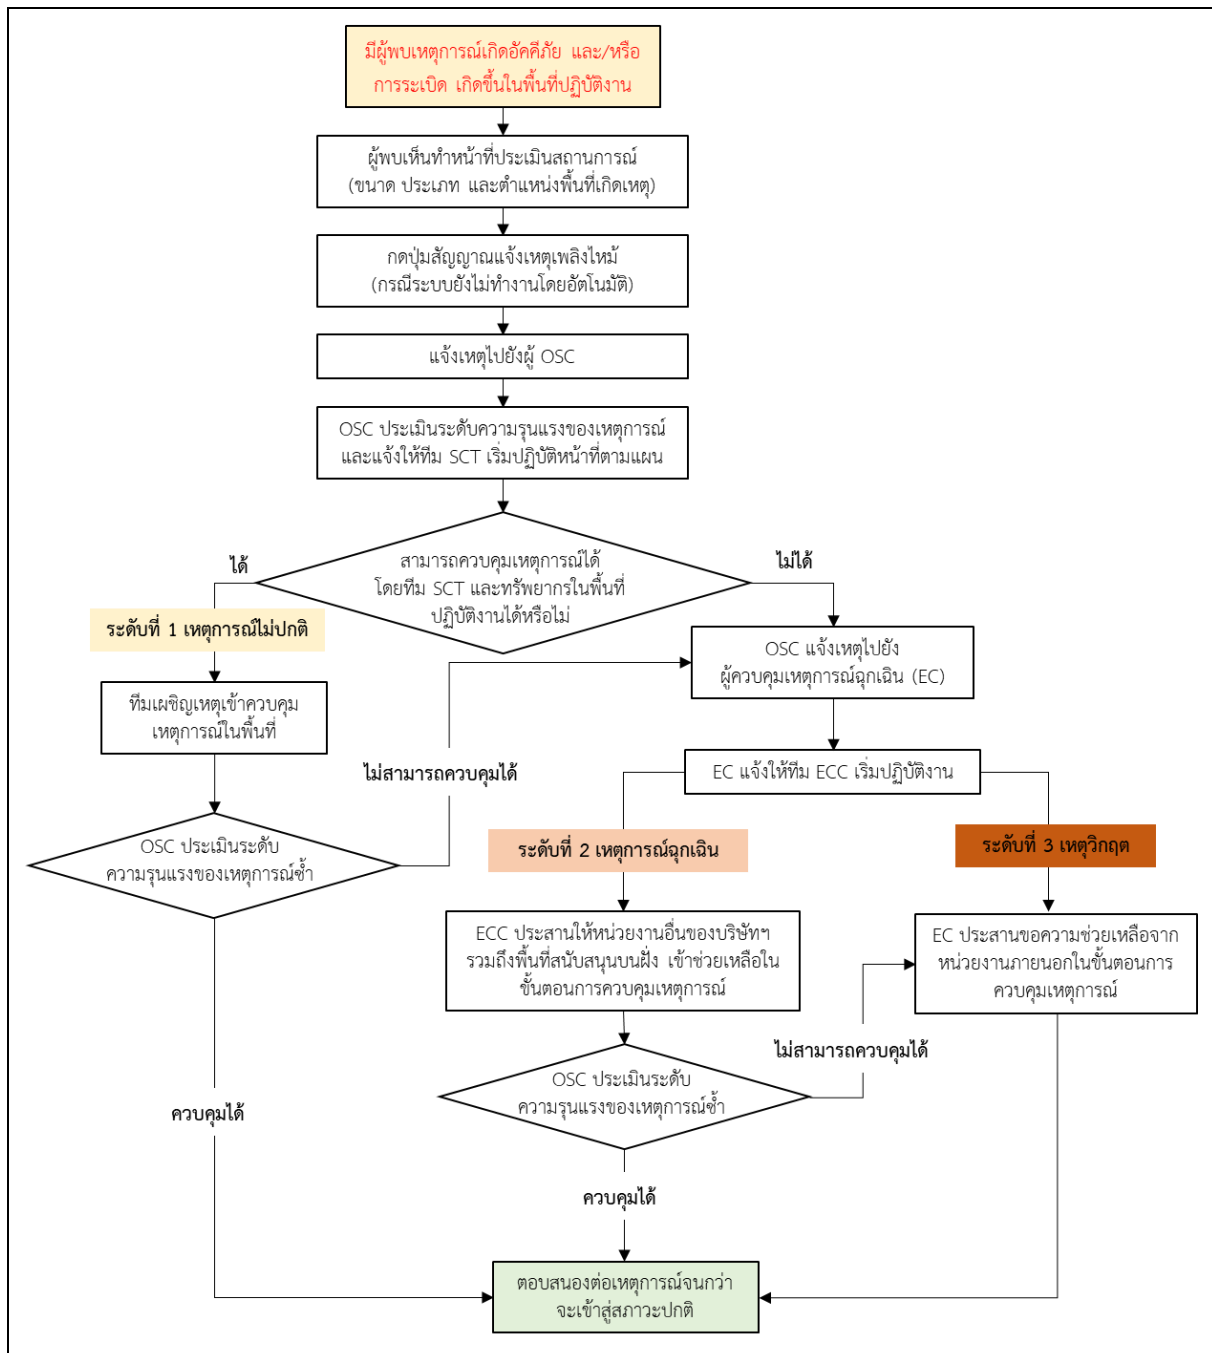 มีผู้พบเหตุการณ์เกิดอัคคีภัย และ/หรือ
การระเบิด เกิดขึ้นในพื้นที่ปฏิบัติงาน
ผู้พบเห็นทำหน้าที่ประเมินสถานการณ์
(ขนาด ประเภท และตำแหน่งพื้นที่เกิดเหตุ)
กดปุ่มสัญญาณแจ้งเหตุเพลิงไหม้
(กรณีระบบยังไม่ทำงานโดยอัตโนมัติ)
แจ้งเหตุไปยังผู้ OSC
OSC ประเมินระดับความรุนแรงของเหตุการณ์
และแจ้งให้ทีม SCT เริ่มปฏิบัติหน้าที่ตามแผน
สามารถควบคุมเหตุการณ์ได้
โดยทีม SCT และทรัพยากรในพื้นที่
ปฏิบัติงานได้หรือไม่
ได้
ไม่ได้
ระดับที่ 1 เหตุการณ์ไม่ปกติ
OSC แจ้งเหตุไปยัง
ผู้ควบคุมเหตุการณ์ฉุกเฉิน (EC)
ทีมเผชิญเหตุเข้าควบคุม
เหตุการณ์ในพื้นที่
ไม่สามารถควบคุมได้
EC แจ้งให้ทีม ECC เริ่มปฏิบัติงาน
OSC ประเมินระดับ
ความรุนแรงของเหตุการณ์ซ้ำ
ระดับที่ 2 เหตุการณ์ฉุกเฉิน
ระดับที่ 3 เหตุวิกฤต
ECC ประสานให้หน่วยงานอื่นของบริษัทฯ
รวมถึงพื้นที่สนับสนุนบนฝั่ง เข้าช่วยเหลือใน
ขั้นตอนการควบคุมเหตุการณ์
EC ประสานขอความช่วยเหลือจาก
หน่วยงานภายนอกในขั้นตอนการ
ควบคุมเหตุการณ์
ไม่สามารถควบคุมได้
OSC ประเมินระดับ
ความรุนแรงของเหตุการณ์ซ้ำ
ควบคุมได้
ควบคุมได้
ตอบสนองต่อเหตุการณ์จนกว่า
จะเข้าสู่สภาวะปกติ